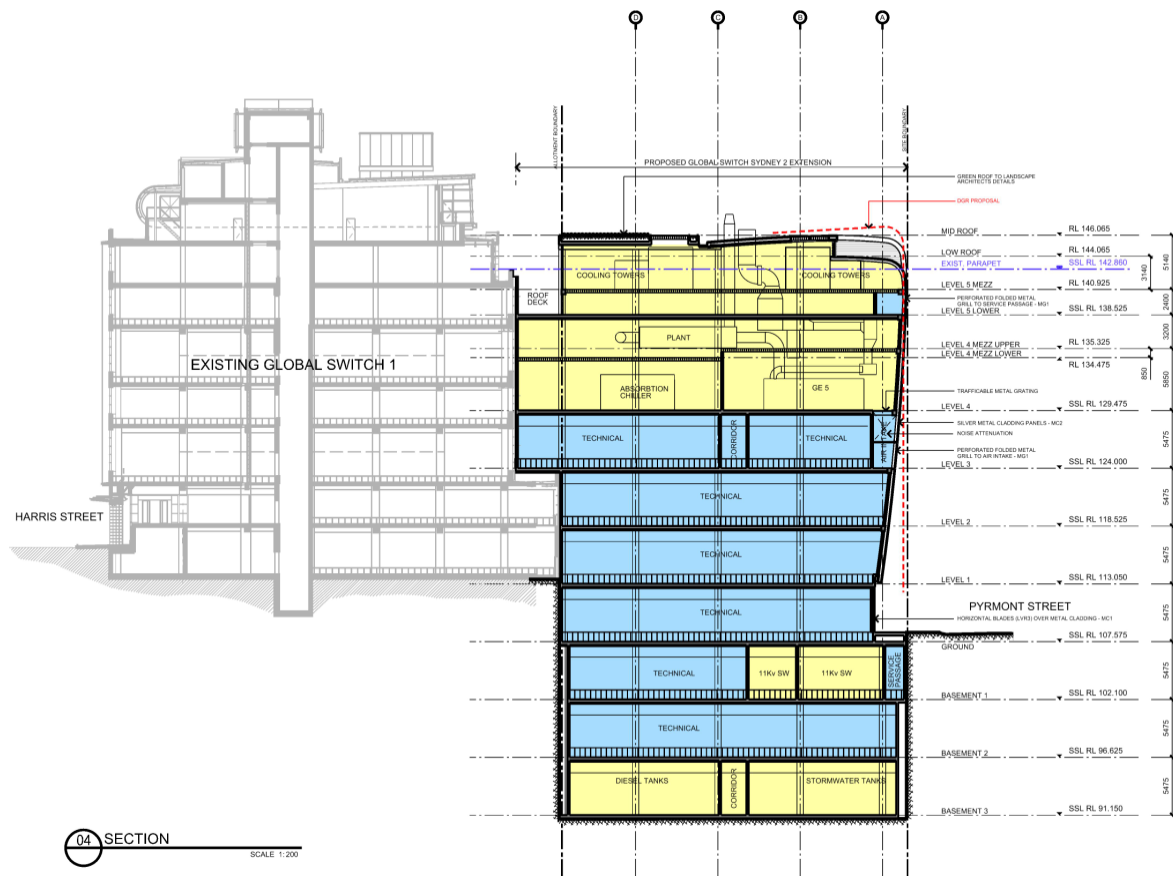 D
C
B
A
ALLOTMENT BOUNDARY
SITE BOUNDARY
PROPOSED GLOBAL SWITCH SYDNEY 2 EXTENSION
GREEN ROOF TO LANDSCAPE
ARCHITECTS DETAILS
DGR PROPOSAL
MID ROOF
RL 146.065
LOW ROOF
RL 144.065
EXIST. PARAPET
SSL RL 142.860
5140
3140
COOLING TOWERS
COOLING TOWERS
LEVEL 5 MEZZ
RL 140.925
ROOF
DECK
PERFORATED FOLDED METAL
GRILL TO SERVICE PASSAGE - MG1
2400
LEVEL 5 LOWER
SSL RL 138.525
3200
PLANT
LEVEL 4 MEZZ UPPER
RL 135.325
LEVEL 4 MEZZ LOWER
RL 134.475
850
5850
EXISTING GLOBAL SWITCH 1
ABSORBTION
CHILLER
GE 5
TRAFFICABLE METAL GRATING
LEVEL 4
SSL RL 129.475
SILVER METAL CLADDING PANELS - MC2
NOISE ATTENUATION
TECHNICAL
CORRIDOR
TECHNICAL
AIR INTAKE
5475
PERFORATED FOLDED METAL
GRILL TO AIR INTAKE - MG1
LEVEL 3
SSL RL 124.000
TECHNICAL
5475
HARRIS STREET
LEVEL 2
SSL RL 118.525
TECHNICAL
5475
LEVEL 1
SSL RL 113.050
TECHNICAL
5475
PYRMONT STREET
HORIZONTAL BLADES (LVR3) OVER METAL CLADDING - MC1
SSL RL 107.575
GROUND
TECHNICAL
11Kv SW
11Kv SW
SERVICE
PASSAGE
5475
BASEMENT 1
SSL RL 102.100
TECHNICAL
5475
BASEMENT 2
SSL RL 96.625
DIESEL TANKS
CORRIDOR
STORMWATER TANKS
5475
BASEMENT 3
SSL RL 91.150
04 SECTION
SCALE 1:200